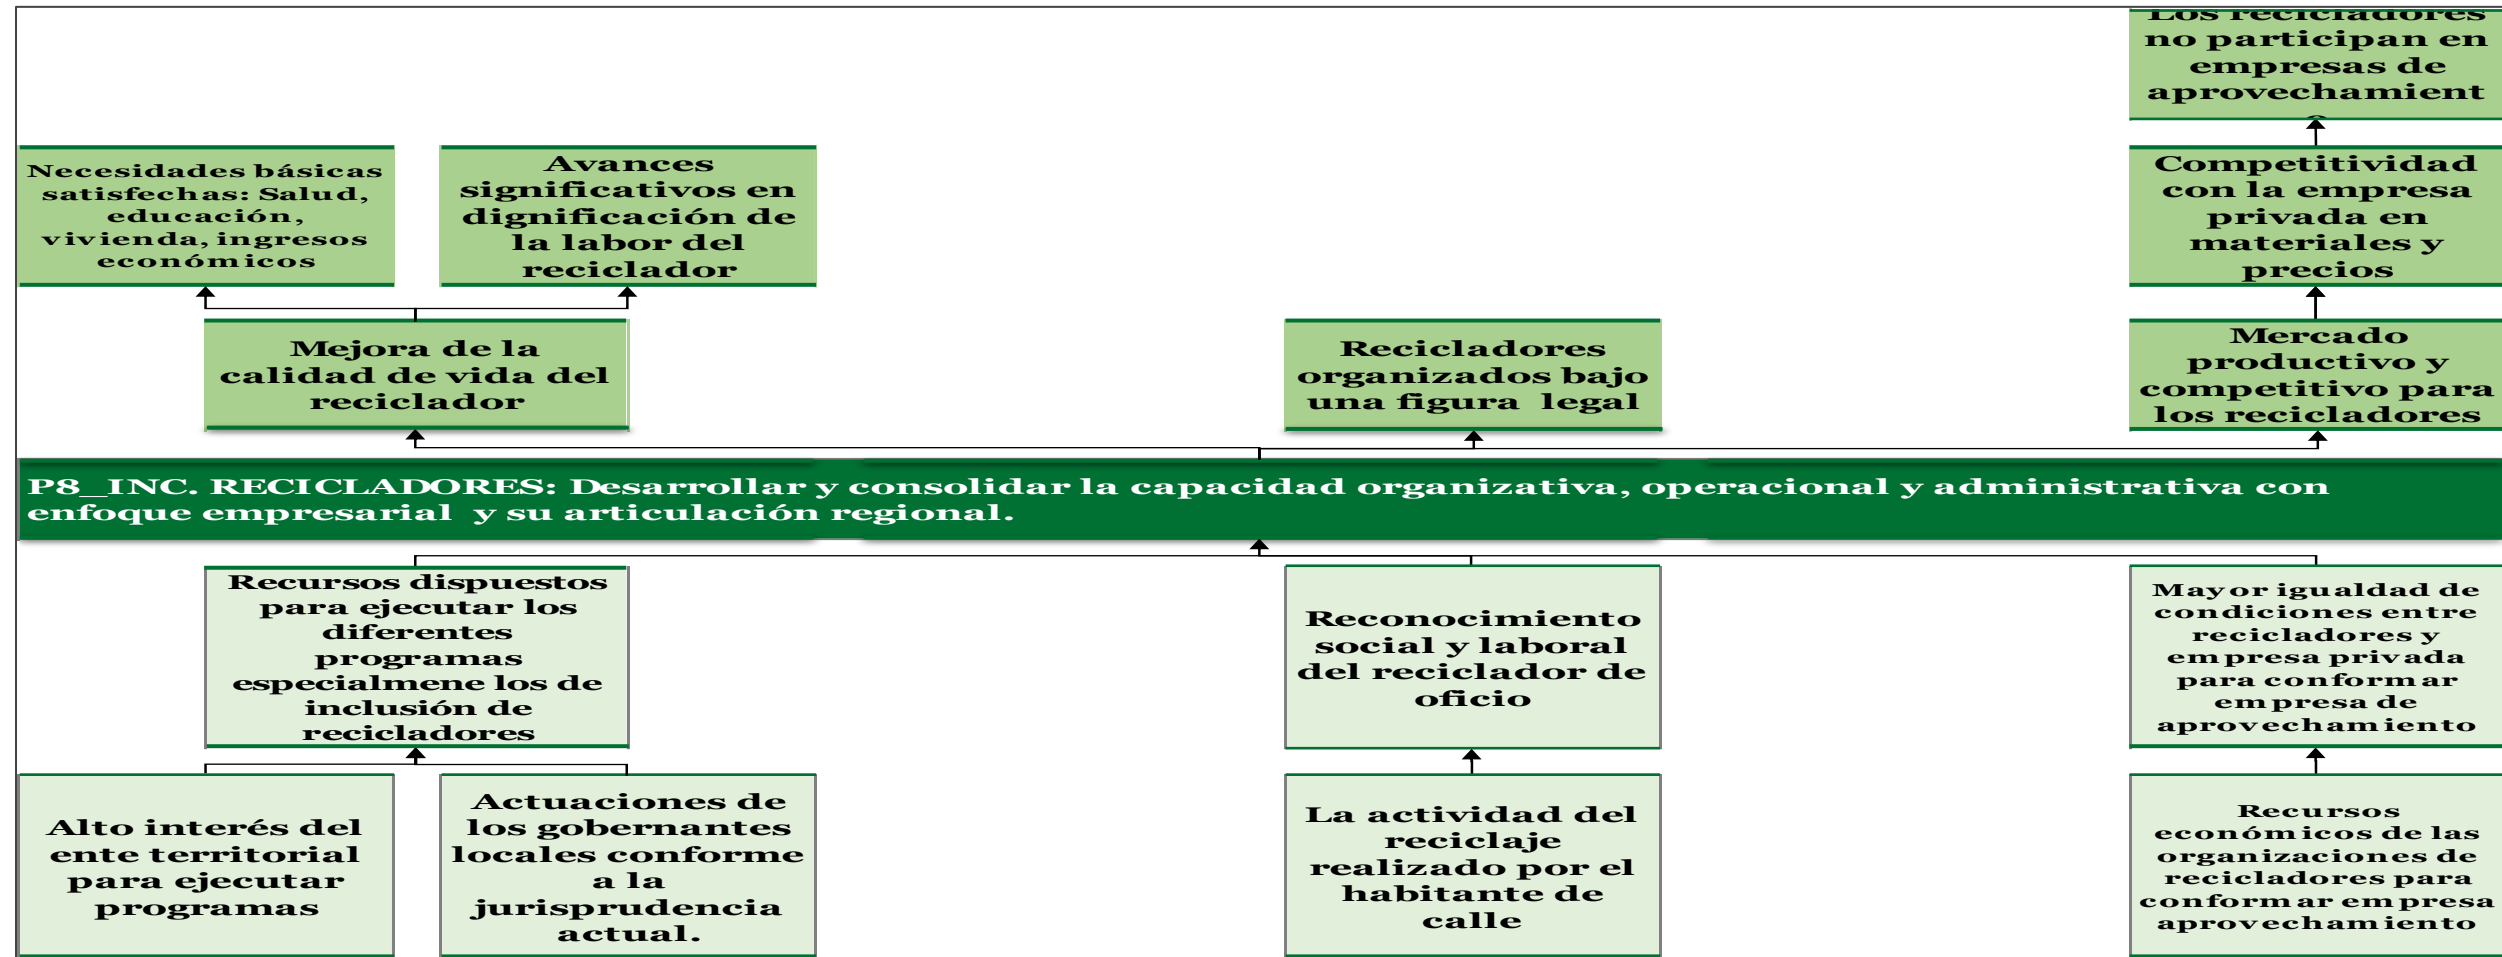 Los recicladores
no participan en
empresas de
aprovechamient
o
Necesidades básicas
satisfechas: Salud,
educación,
vivienda, ingresos
económicos
Avances
significativos en
dignificación de
la labor del
reciclador
Competitividad
con la empresa
privada en
materiales y
precios
Mejora de la
calidad de vida del
reciclador
Recicladores
organizados bajo
una figura legal
Mercado
productivo y
competitivo para
los recicladores
P8_INC. RECICLADORES: Desarrollar y consolidar la capacidad organizativa, operacional y administrativa con
enfoque empresarial y su articulación regional.
Recursos dispuestos
para ejecutar los
diferentes
programas
especialmene los de
inclusión de
recicladores
Reconocimiento
social y laboral
del reciclador de
oficio
Mayor igualdad de
condiciones entre
recicladores y
empresa privada
para conformar
empresa de
aprovechamiento
Alto interés del
ente territorial
para ejecutar
programas
Actuaciones de
los gobernantes
locales conforme
a la
jurisprudencia
actual.
La actividad del
reciclaje
realizado por el
habitante de
calle
Recursos
económicos de las
organizaciones de
recicladores para
conformar empresa
aprovechamiento